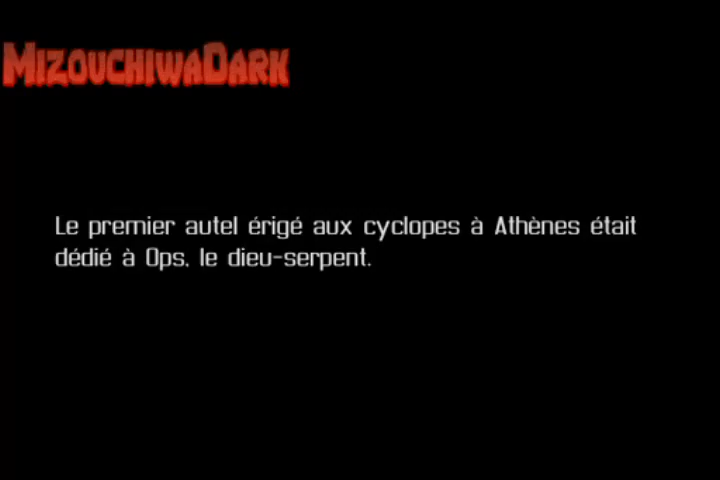 MizouchiwaDark
Le premier autel érigé aux cyclopes à Athènes était
dédié à Ops, le dieu-serpent.